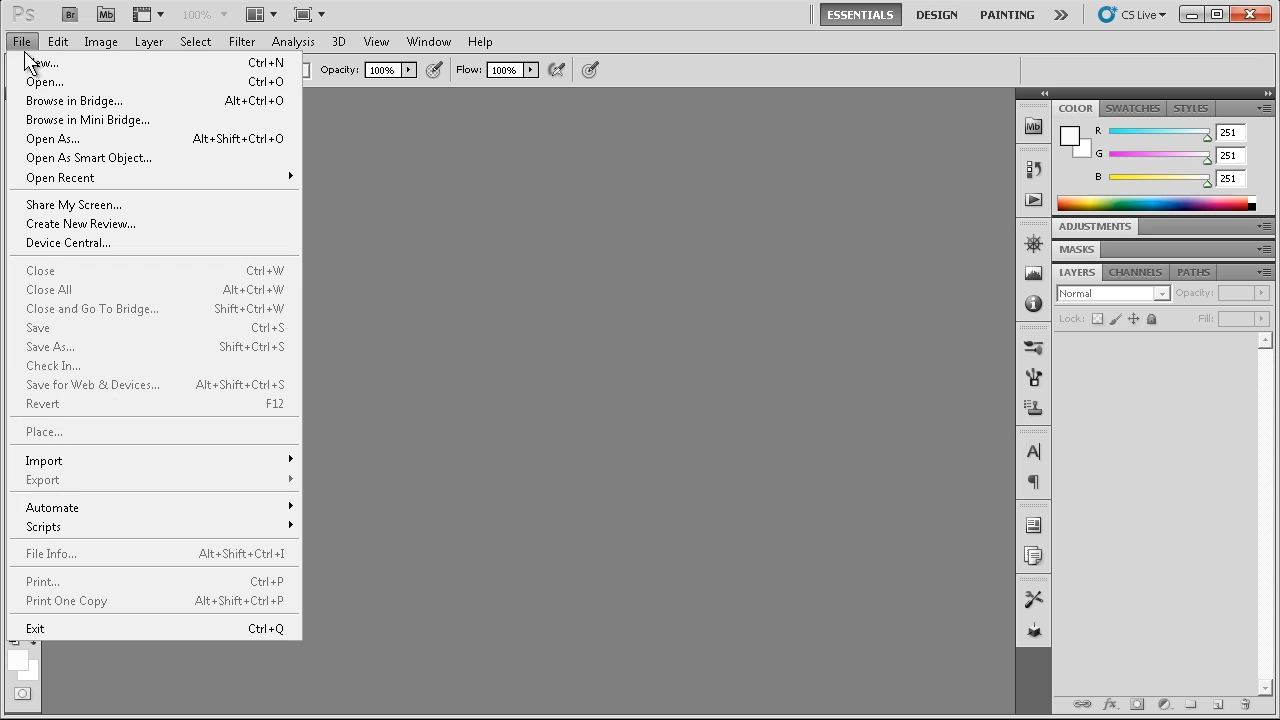 Ps Br Mb 100% ESSENTIALS DESIGN PAINTING CS Live
File Edit Image Layer Select Filter Analysis 3D View Window Help
Opacity: 100% Flow: 100%
Ctrl+N
Open... Ctrl+O
Browse in Bridge... Alt+Ctrl+O
Browse in Mini Bridge...
Open As... Alt+Shift+Ctrl+O
Open As Smart Object...
Open Recent
Share My Screen...
Create New Review...
Device Central...
Close Ctrl+W
Close All Alt+Ctrl+W
Close and Go To Bridge... Shift+Ctrl+W
Save Ctrl+S
Save As... Shift+Ctrl+S
Check In...
Save for Web & Devices... Alt+Shift+Ctrl+S
Revert F12
Place...
Import
Export
Automate
Scripts
File Info... Alt+Shift+Ctrl+I
Print... Ctrl+P
Print One Copy Alt+Shift+Ctrl+P
Exit Ctrl+Q
Mb
COLOR SWATCHES STYLES
R 251
G 251
B 251
ADJUSTMENTS
MASKS
LAYERS CHANNELS PATHS
Normal Opacity:
Lock: Fill: